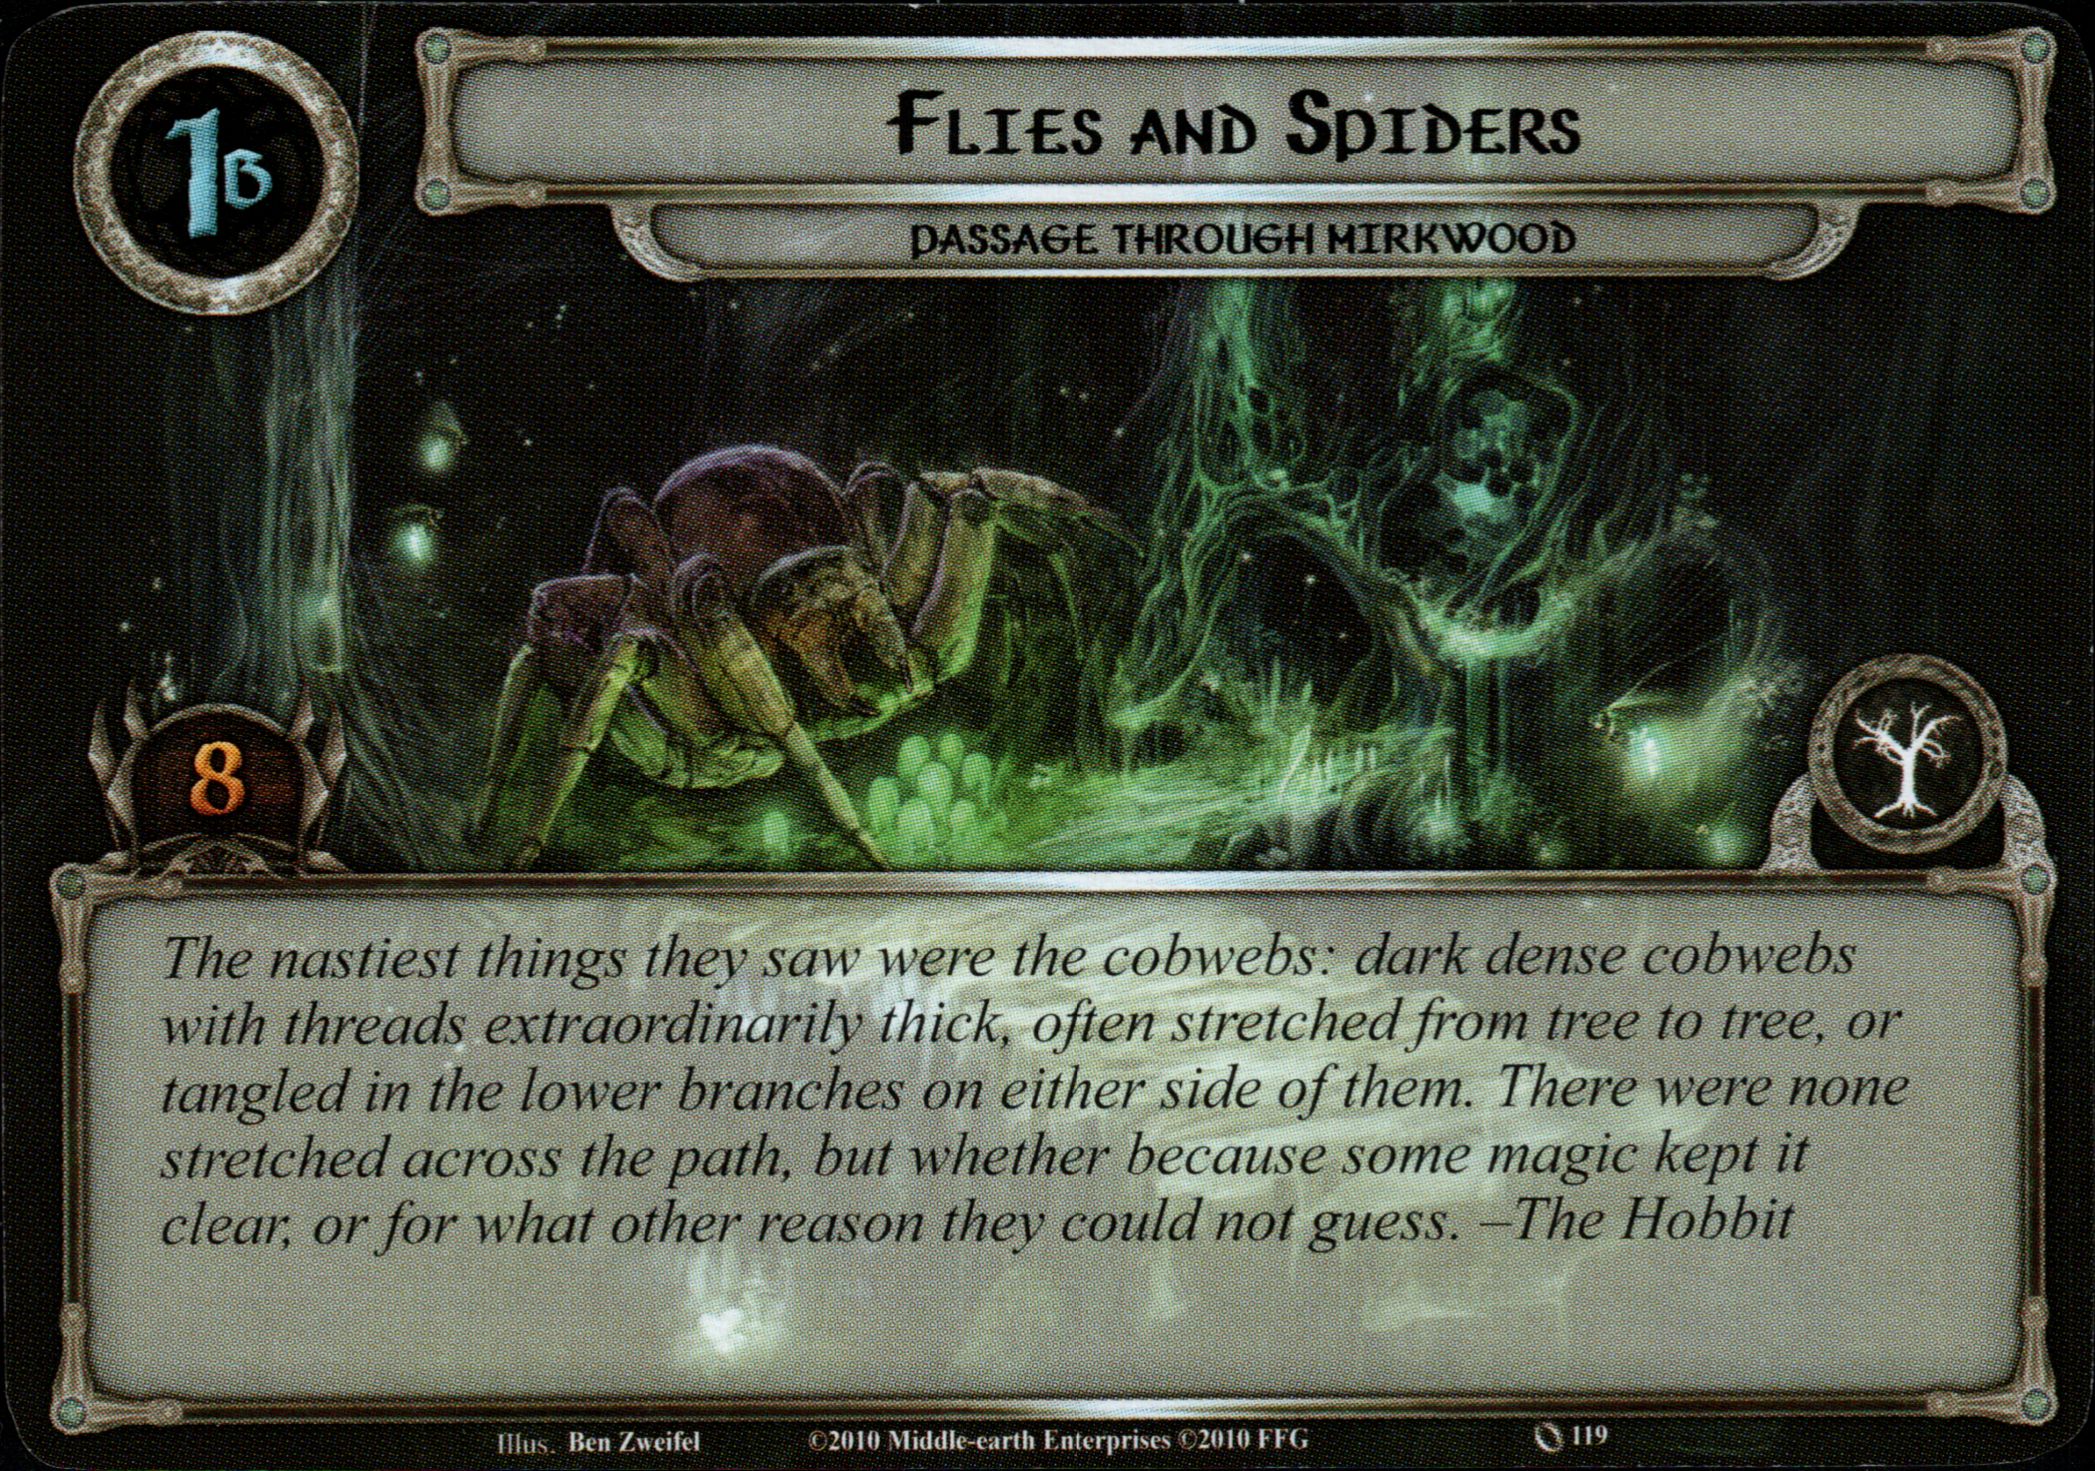 1B
Flies and Spiders
Passage Through Mirkwood
8
The nastiest things they saw were the cobwebs: dark dense cobwebs
with threads extraordinarily thick, often stretched from tree to tree, or
tangled in the lower branches on either side of them. There were none
stretched across the path, but whether because some magic kept it
clear, or for what other reason they could not guess. –The Hobbit
Illus. Ben Zweifel ©2010 Middle-earth Enterprises ©2010 FFG 119